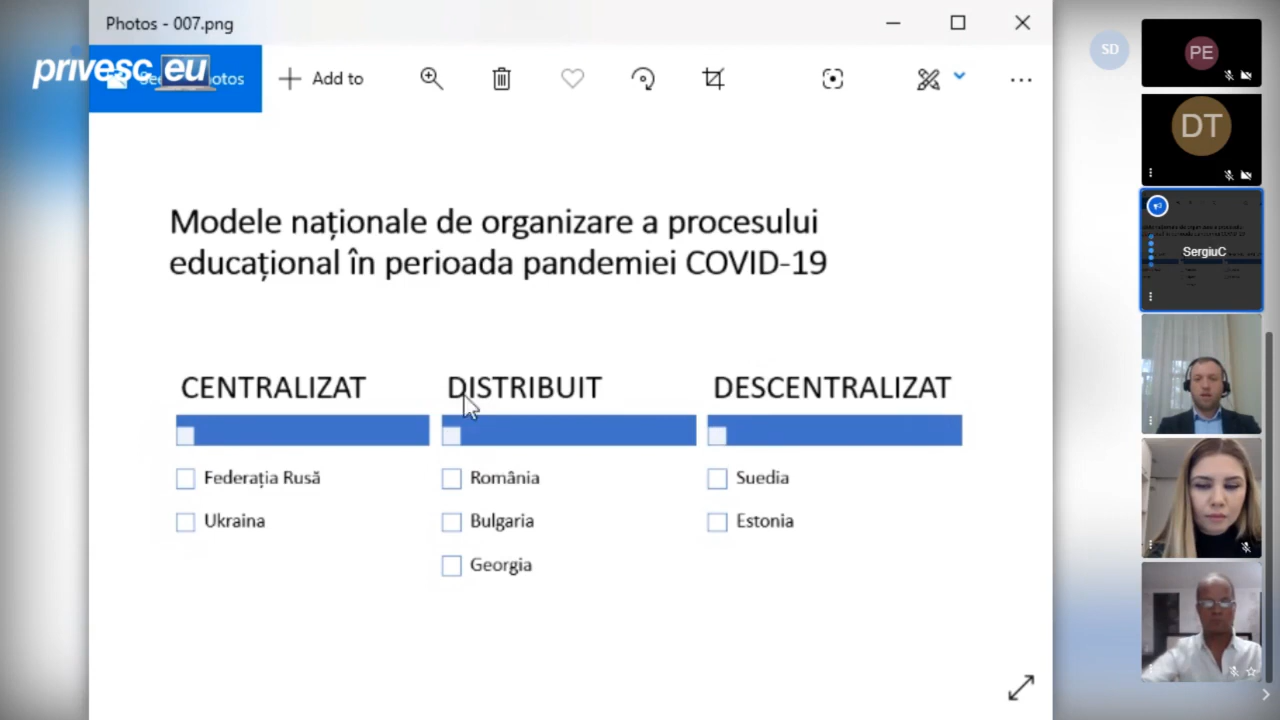 Photos - 007.png
privesc.eu
Add to
SD
PE
DT
SergiuC
Modele naționale de organizare a procesului
educațional în perioada pandemiei COVID-19
CENTRALIZAT
DISTRIBUIT
DESCENTRALIZAT
Federația Rusă
România
Suedia
Ukraina
Bulgaria
Estonia
Georgia